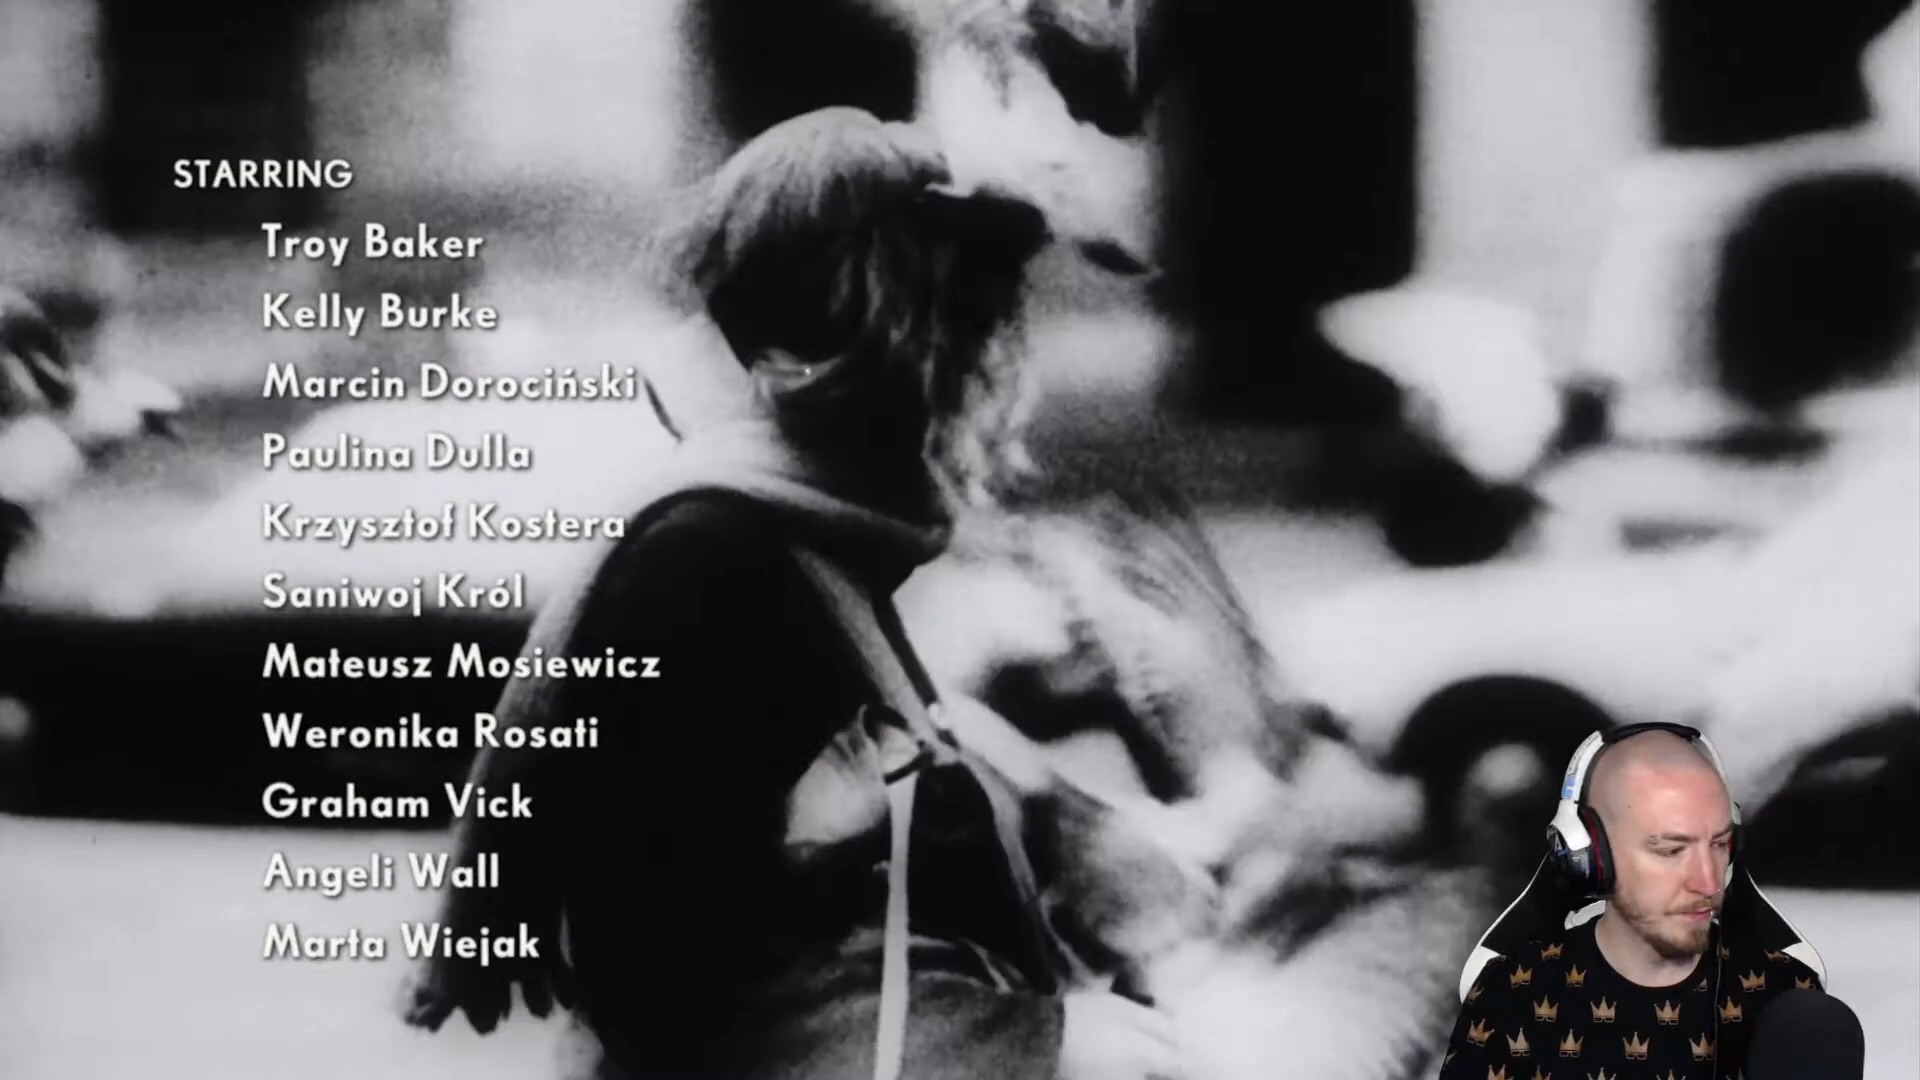 STARRING
Troy Baker
Kelly Burke
Marcin Dorociński
Paulina Dulla
Krzysztof Kostera
Saniwoj Król
Mateusz Mosiewicz
Weronika Rosati
Graham Vick
Angeli Wall
Marta Wiejak